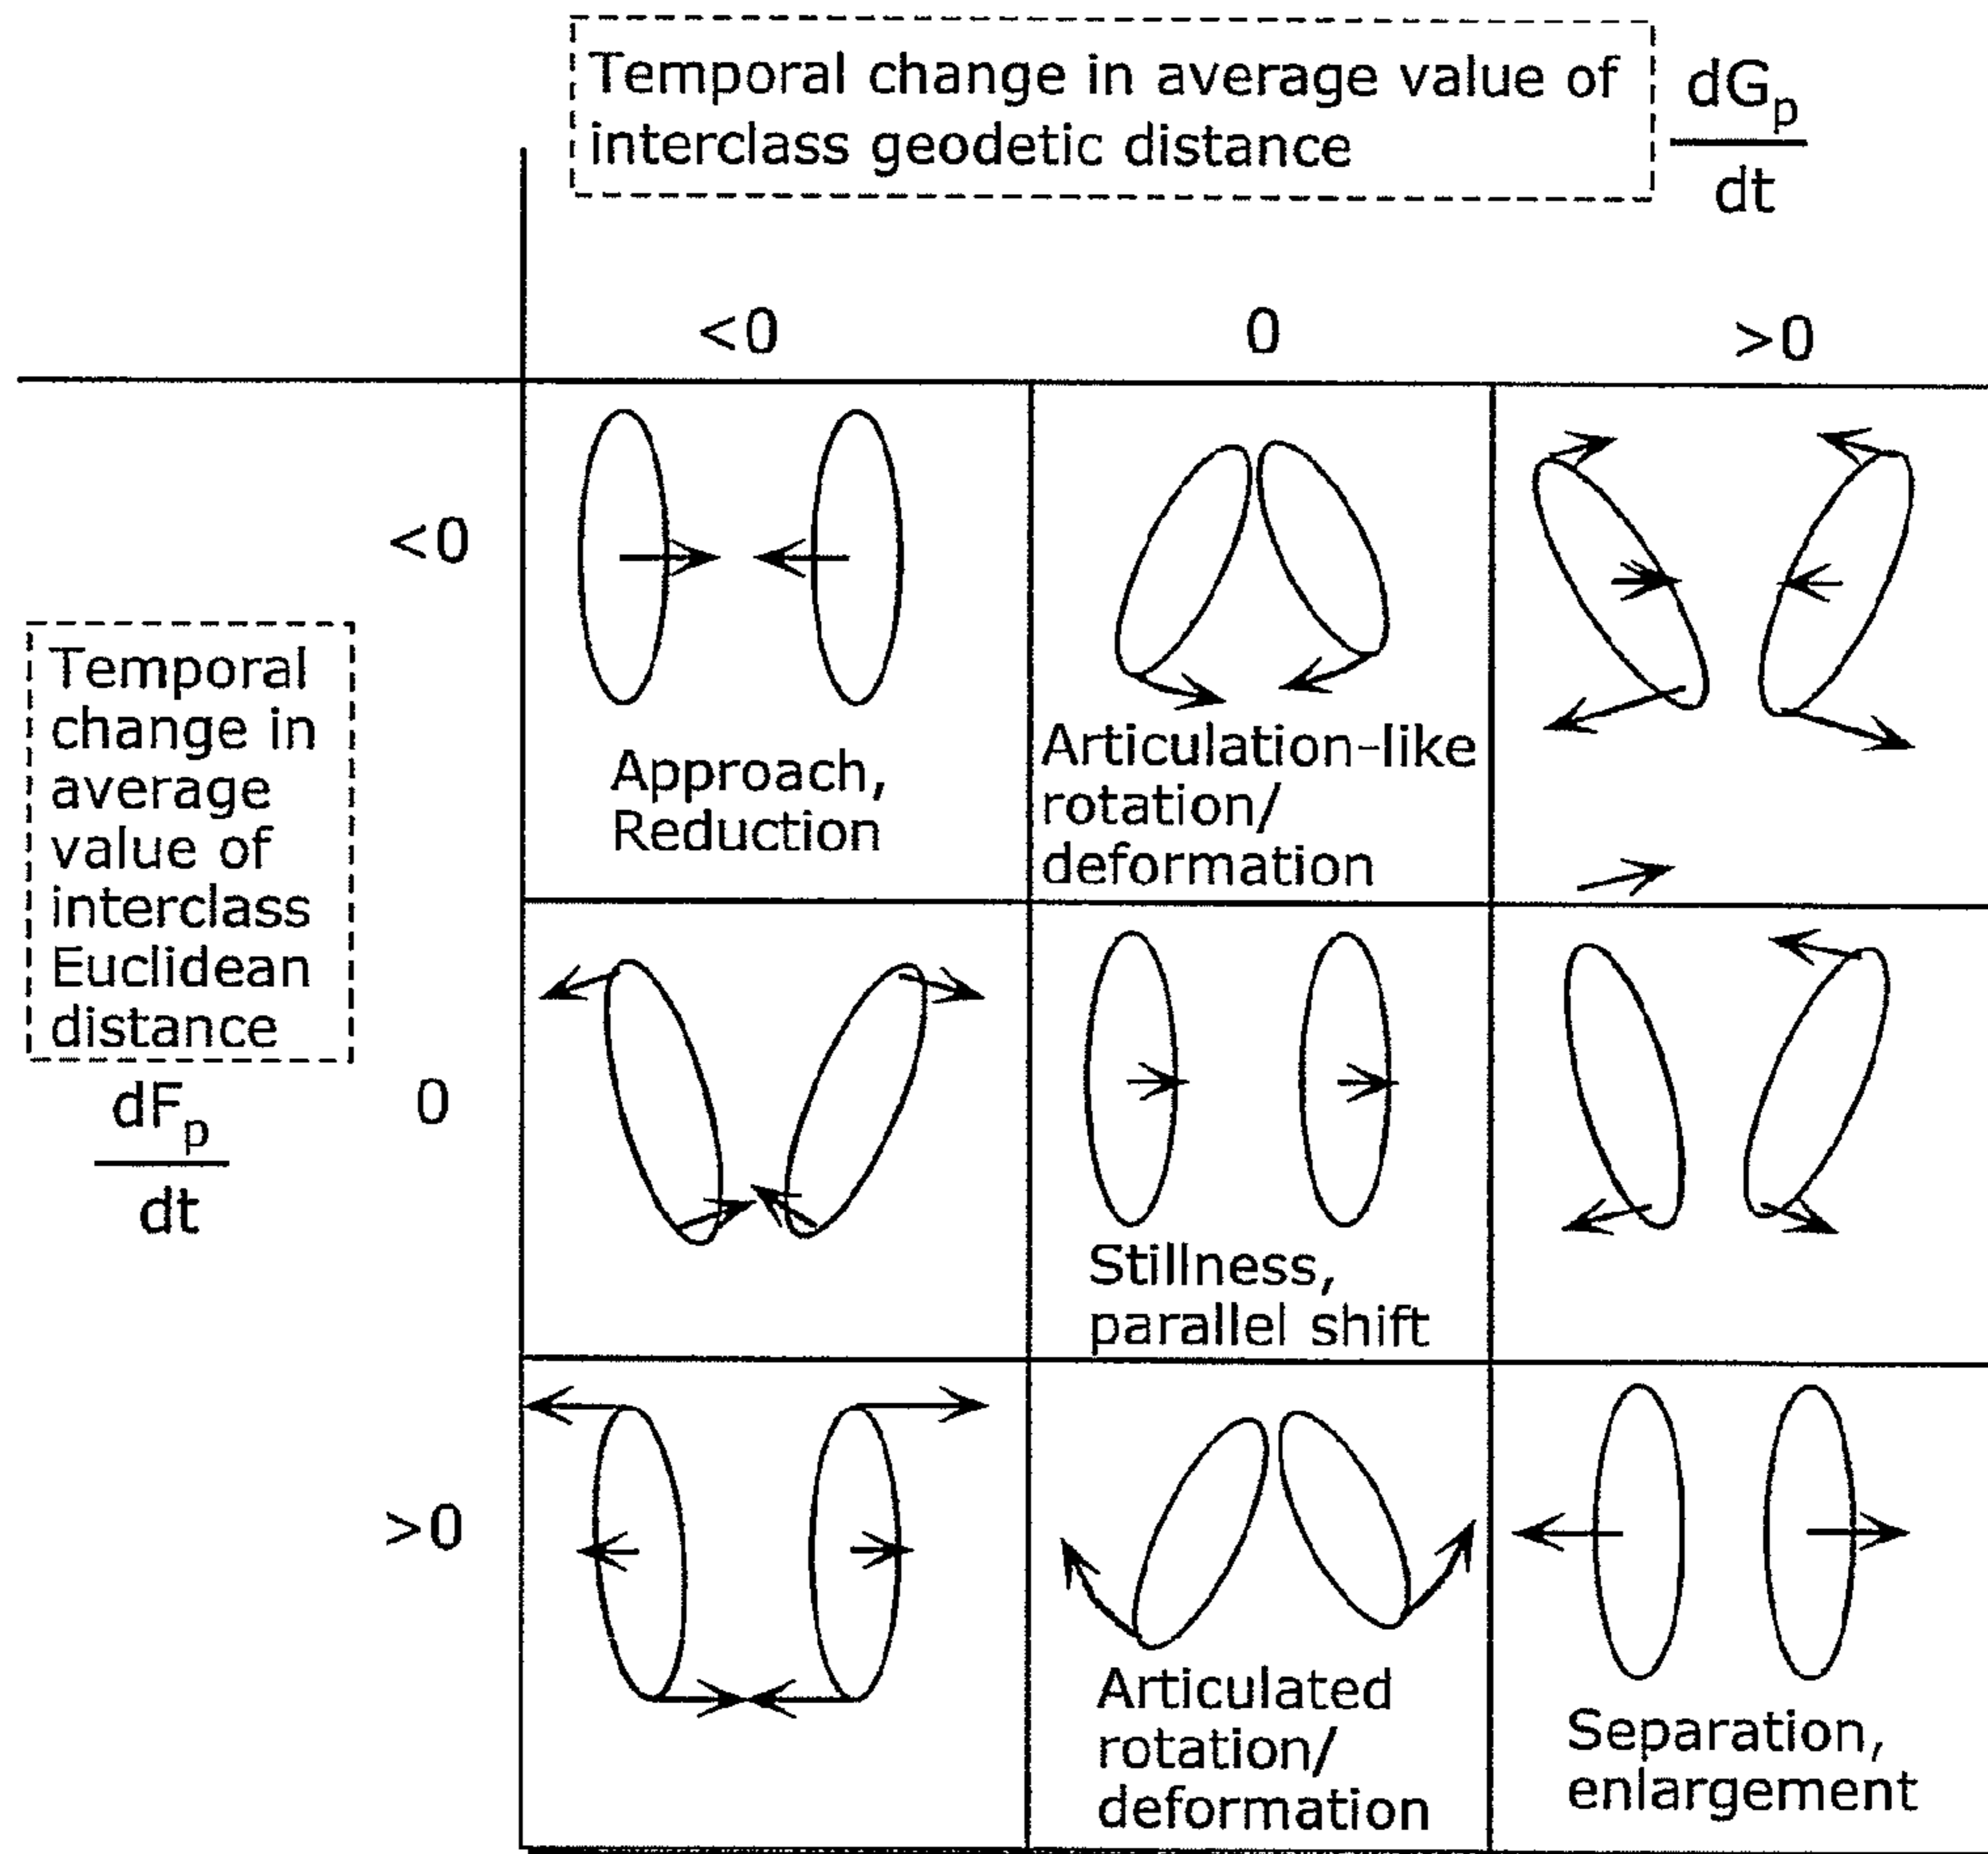 Temporal change in average value of
interclass geodetic distance
dGp
dt
<0
0
>0
<0
Temporal
change in
average
value of
interclass
Euclidean
distance
dFp
dt
0
>0
Approach,
Reduction
Articulation-like
rotation/
deformation
Stillness,
parallel shift
Articulated
rotation/
deformation
Separation,
enlargement